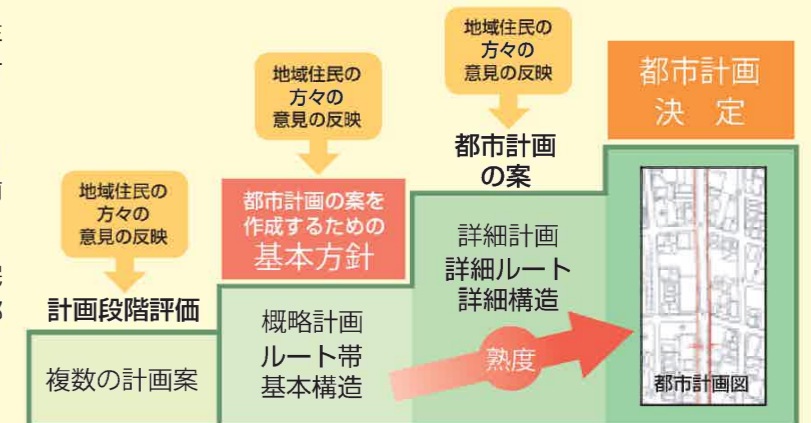 地域住民の
方々の
意見の反映
計画段階評価
複数の計画案
地域住民の
方々の
意見の反映
都市計画の案を
作成するための
基本方針
概略計画
ルート帯
基本構造
地域住民の
方々の
意見の反映
都市計画
の案
詳細計画
詳細ルート
詳細構造
熟度
都市計画
決 定
都市計画図